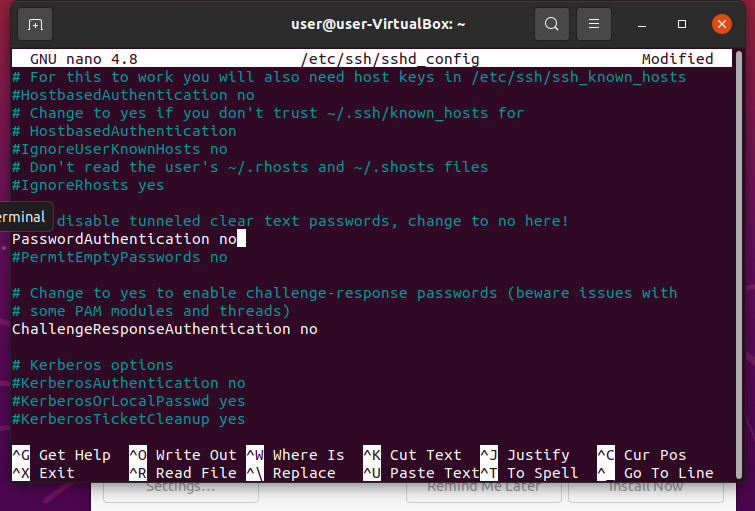 user@user-VirtualBox: ~
GNU nano 4.8 /etc/ssh/sshd_config Modified
# For this to work you will also need host keys in /etc/ssh/ssh_known_hosts
#HostbasedAuthentication no
# Change to yes if you don't trust ~/.ssh/known_hosts for
# HostbasedAuthentication
#IgnoreUserKnownHosts no
# Don't read the user's ~/.rhosts and ~/.shosts files
#IgnoreRhosts yes
erminal
disable tunneled clear text passwords, change to no here!
PasswordAuthentication no
#PermitEmptyPasswords no
# Change to yes to enable challenge-response passwords (beware issues with
# some PAM modules and threads)
ChallengeResponseAuthentication no
# Kerberos options
#KerberosAuthentication no
#KerberosOrLocalPasswd yes
#KerberosTicketCleanup yes
^G Get Help ^O Write Out ^W Where Is ^K Cut Text ^J Justify ^C Cur Pos
^X Exit ^R Read File ^\ Replace ^U Paste Text ^T To Spell ^_ Go To Line
Settings... Remind Me Later Install Now